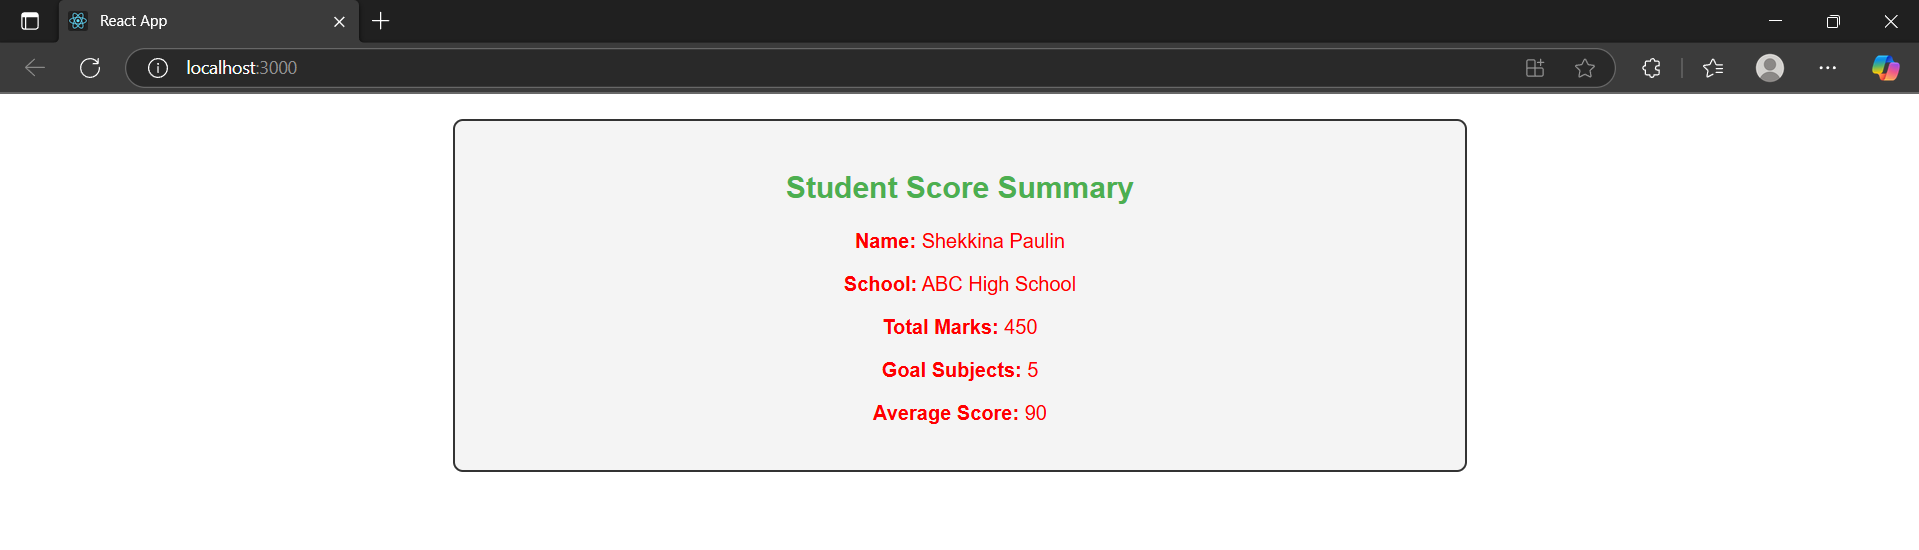 React App
localhost:3000
Student Score Summary
Name: Shekkina Paulin
School: ABC High School
Total Marks: 450
Goal Subjects: 5
Average Score: 90